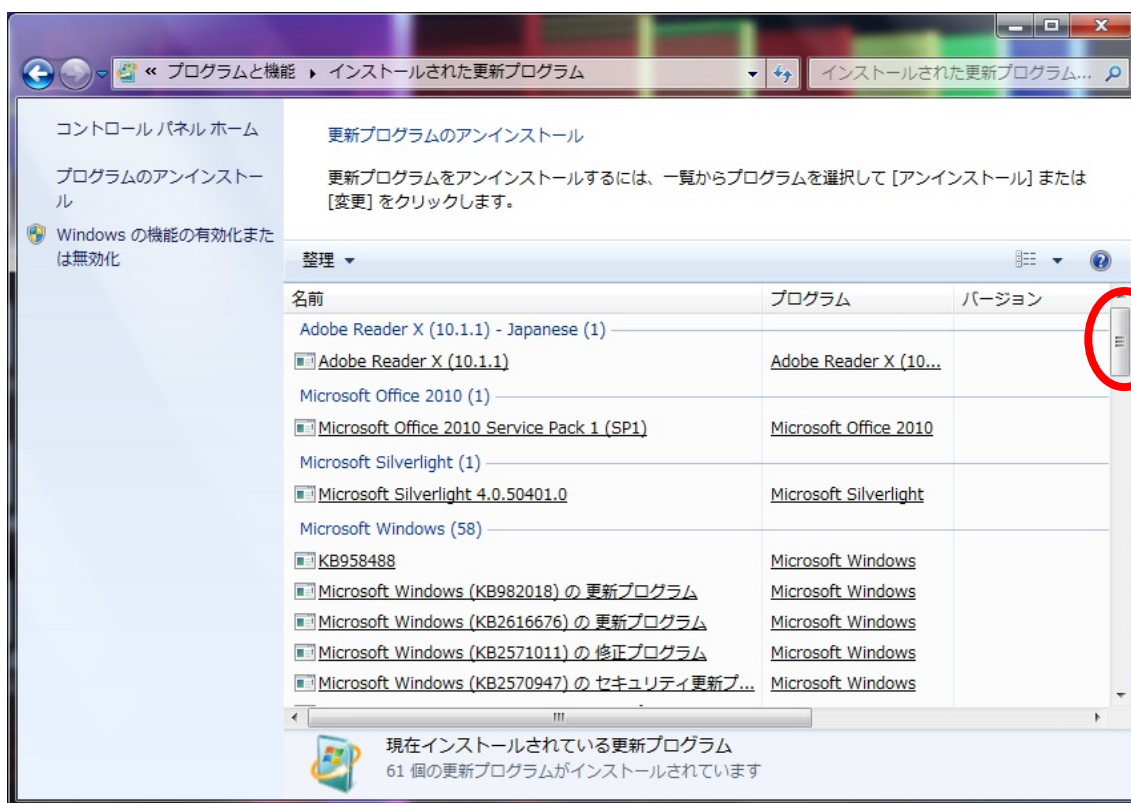 « プログラムと機能 ▸ インストールされた更新プログラム
インストールされた更新プログラム...
コントロール パネル ホーム
プログラムのアンインストー
ル
Windows の機能の有効化また
は無効化
更新プログラムのアンインストール
更新プログラムをアンインストールするには、一覧からプログラムを選択して [アンインストール] または
[変更] をクリックします。
整理
名前 プログラム バージョン
Adobe Reader X (10.1.1) - Japanese (1)
Adobe Reader X (10.1.1) Adobe Reader X (10...
Microsoft Office 2010 (1)
Microsoft Office 2010 Service Pack 1 (SP1) Microsoft Office 2010
Microsoft Silverlight (1)
Microsoft Silverlight 4.0.50401.0 Microsoft Silverlight
Microsoft Windows (58)
KB958488 Microsoft Windows
Microsoft Windows (KB982018) の 更新プログラム Microsoft Windows
Microsoft Windows (KB2616676) の 更新プログラム Microsoft Windows
Microsoft Windows (KB2571011) の 修正プログラム Microsoft Windows
Microsoft Windows (KB2570947) の セキュリティ更新プ... Microsoft Windows
現在インストールされている更新プログラム
61 個の更新プログラムがインストールされています